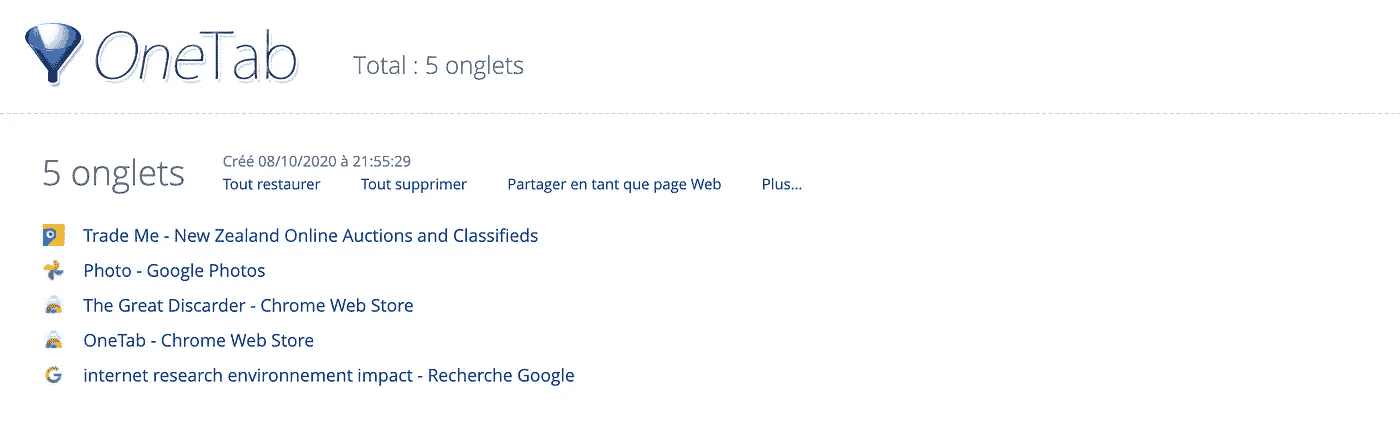 OneTab
Total : 5 onglets
5 onglets
Créé 08/10/2020 à 21:55:29
Tout restaurer Tout supprimer Partager en tant que page Web Plus...
Trade Me - New Zealand Online Auctions and Classifieds
Photo - Google Photos
The Great Discarder - Chrome Web Store
OneTab - Chrome Web Store
internet research environnement impact - Recherche Google